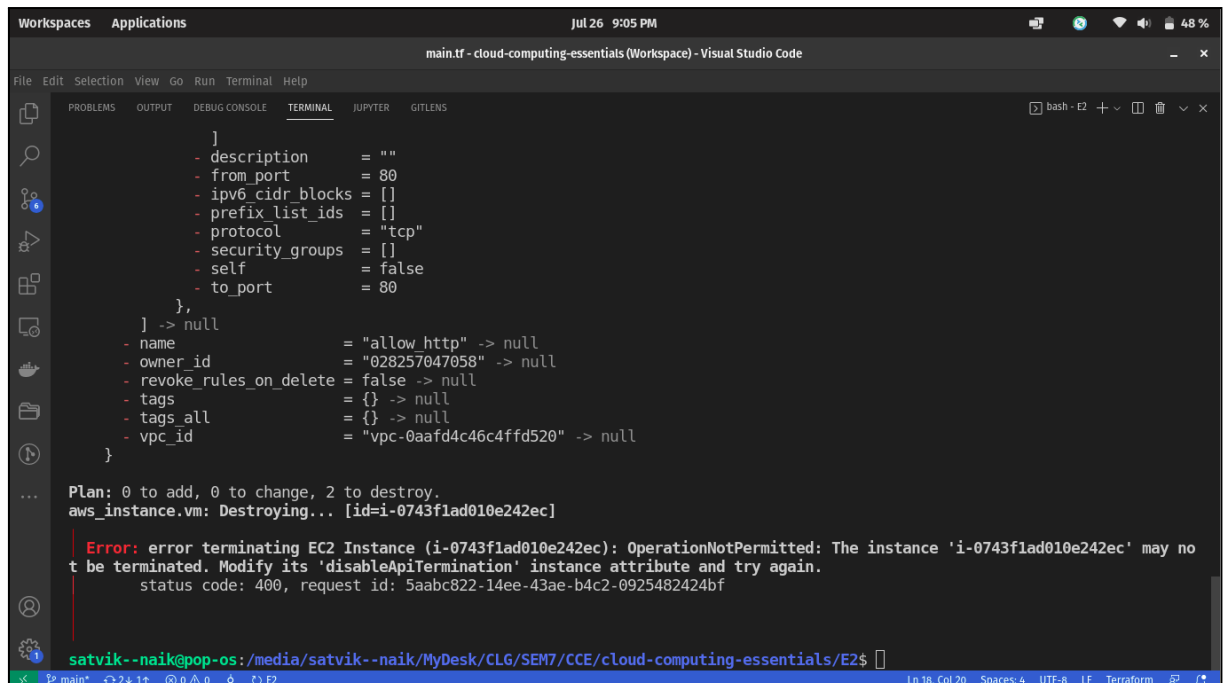 Workspaces Applications Jul 26 9:05 PM 48 %
main.tf - cloud-computing-essentials (Workspace) - Visual Studio Code
File Edit Selection View Go Run Terminal Help
PROBLEMS OUTPUT DEBUG CONSOLE TERMINAL JUPYTER GITLENS bash - E2
]
- description = ""
- from_port = 80
- ipv6_cidr_blocks = []
- prefix_list_ids = []
- protocol = "tcp"
- security_groups = []
- self = false
- to_port = 80
},
] -> null
- name = "allow_http" -> null
- owner_id = "028257047058" -> null
- revoke_rules_on_delete = false -> null
- tags = {} -> null
- tags_all = {} -> null
- vpc_id = "vpc-0aafd4c46c4ffd520" -> null
}
Plan: 0 to add, 0 to change, 2 to destroy.
aws_instance.vm: Destroying... [id=i-0743f1ad010e242ec]
Error: error terminating EC2 Instance (i-0743f1ad010e242ec): OperationNotPermitted: The instance 'i-0743f1ad010e242ec' may no
t be terminated. Modify its 'disableApiTermination' instance attribute and try again.
status code: 400, request id: 5aabc822-14ee-43ae-b4c2-0925482424bf
satvik--naik@pop-os:/media/satvik--naik/MyDesk/CLG/SEM7/CCE/cloud-computing-essentials/E2$
6
1
main* 2↓ 1↑ 0 0 E2 Ln 18, Col 20 Spaces: 4 UTF-8 LF Terraform